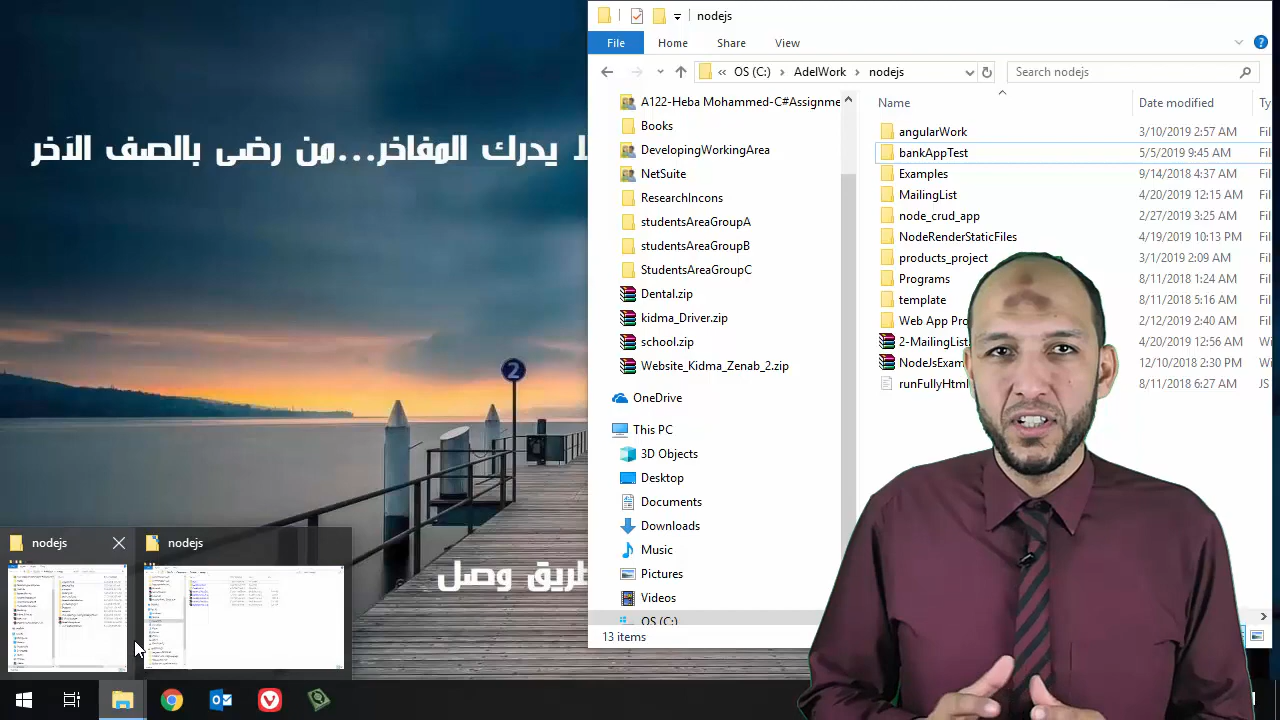 nodejs
File
Home
Share
View
OS (C:)
AdelWork
nodejs
Search nodejs
Name
Date modified
A122-Heba Mohammed-C#Assignme
Books
DevelopingWorkingArea
NetSuite
ResearchIncons
studentsAreaGroupA
studentsAreaGroupB
StudentsAreaGroupC
Dental.zip
kidma_Driver.zip
school.zip
Website_Kidma_Zenab_2.zip
OneDrive
This PC
3D Objects
Desktop
Documents
Downloads
Music
Pictures
Videos
13 items
angularWork 3/10/2019 2:57 AM
bankAppTest 5/5/2019 9:45 AM
Examples 9/14/2018 4:37 AM
MailingList 4/20/2019 12:15 AM
node_crud_app 2/27/2019 3:25 AM
NodeRenderStaticFiles 4/19/2019 10:13 PM
products_project 3/1/2019 2:09 AM
Programs 8/11/2018 1:24 AM
template 8/11/2018 5:16 AM
Web App Pro 2/12/2019 2:40 AM
2-MailingList 4/20/2019 12:56 AM
NodeJsExam 12/10/2018 2:30 PM
runFullyHtml 8/11/2018 6:27 AM JS
لا يدرك المفاخر...من رضى بالصف الآخر
2
وصل
nodejs
nodejs